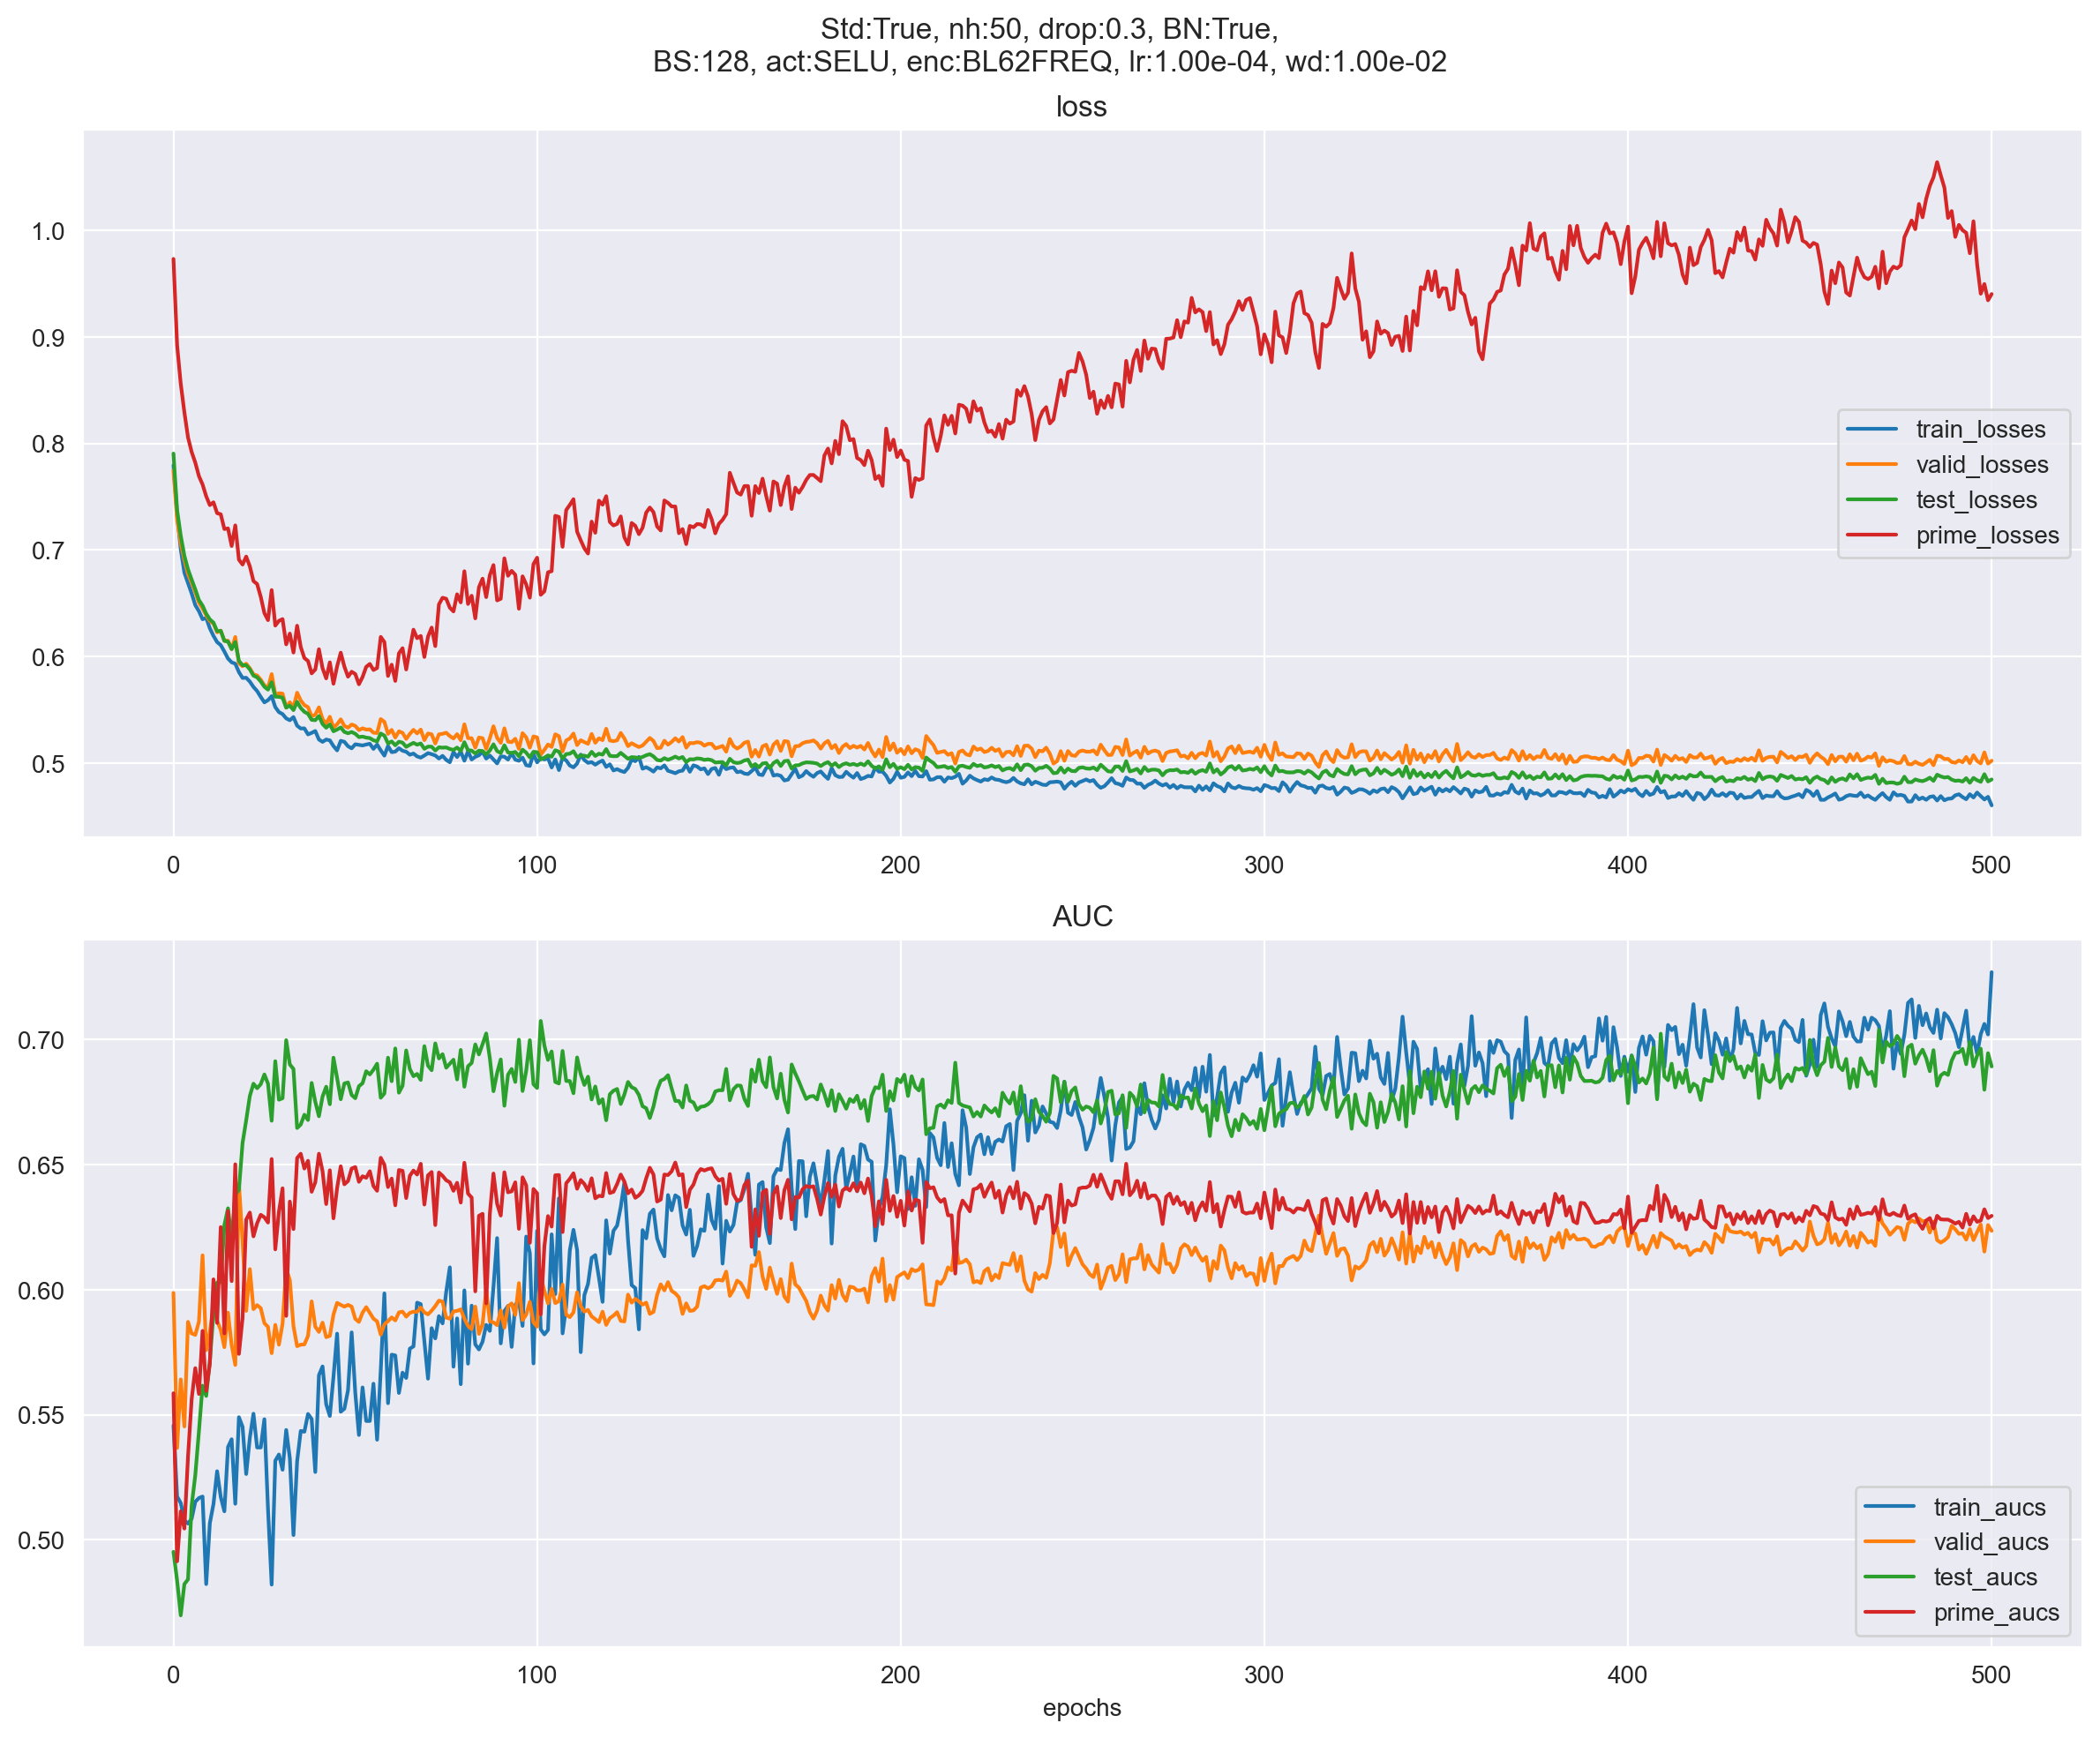 Std:True, nh:50, drop:0.3, BN:True,
BS:128, act:SELU, enc:BL62FREQ, lr:1.00e-04, wd:1.00e-02
loss
1.0
0.9
0.8
0.7
0.6
0.5
train_losses
valid_losses
test_losses
prime_losses
0 100 200 300 400 500
AUC
0.70
0.65
0.60
0.55
0.50
train_aucs
valid_aucs
test_aucs
prime_aucs
0 100 200 300 400 500
epochs